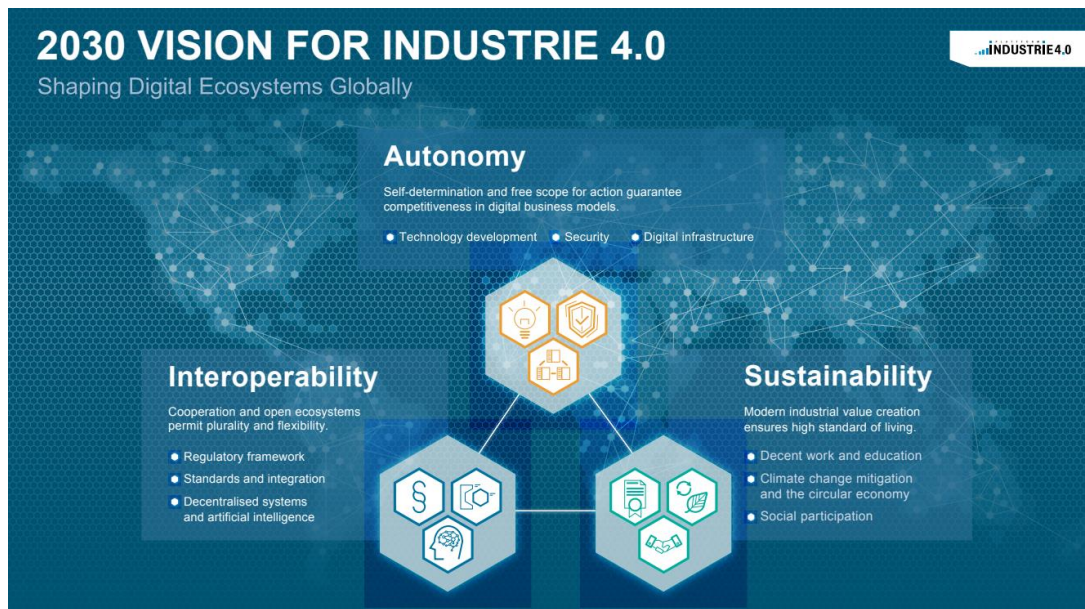 2030 VISION FOR INDUSTRIE 4.0
Shaping Digital Ecosystems Globally
PLATTFORM
INDUSTRIE4.0
Autonomy
Self-determination and free scope for action guarantee
competitiveness in digital business models.
Technology development
Security
Digital infrastructure
Interoperability
Cooperation and open ecosystems
permit plurality and flexibility.
Regulatory framework
Standards and integration
Decentralised systems
and artificial intelligence
§
Sustainability
Modern industrial value creation
ensures high standard of living.
Decent work and education
Climate change mitigation
and the circular economy
Social participation